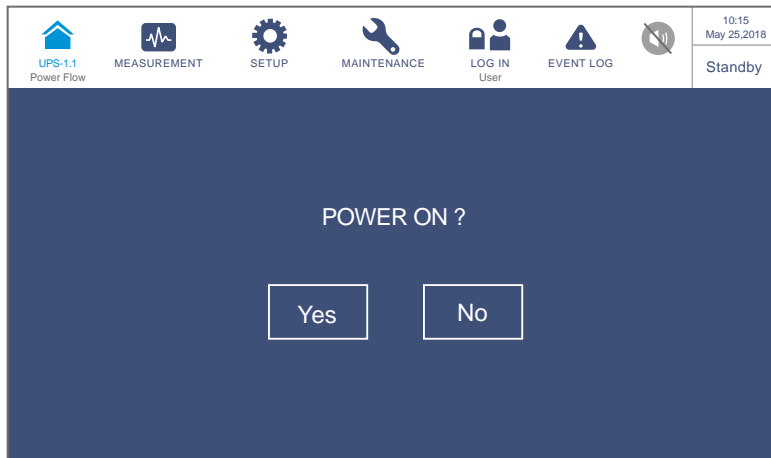 UPS-1.1
Power Flow
MEASUREMENT
SETUP
MAINTENANCE
LOG IN
User
EVENT LOG
10:15
May 25,2018
Standby
POWER ON ?
Yes
No